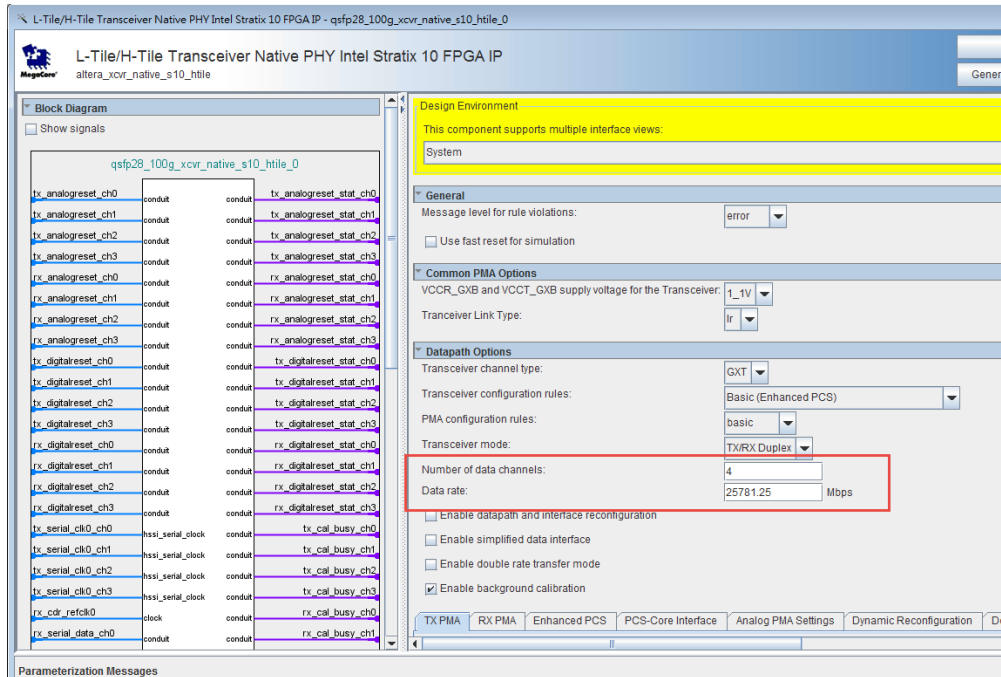 L-Tile/H-Tile Transceiver Native PHY Intel Stratix 10 FPGA IP - qsfp28_100g_xcvr_native_s10_htile_0
MegaCore'
L-Tile/H-Tile Transceiver Native PHY Intel Stratix 10 FPGA IP
altera_xcvr_native_s10_htile
Gener
Block Diagram
Show signals
qsfp28_100g_xcvr_native_s10_htile_0
tx_analogreset_ch0 conduit conduit tx_analogreset_stat_ch0
tx_analogreset_ch1 conduit conduit tx_analogreset_stat_ch1
tx_analogreset_ch2 conduit conduit tx_analogreset_stat_ch2
tx_analogreset_ch3 conduit conduit tx_analogreset_stat_ch3
rx_analogreset_ch0 conduit conduit rx_analogreset_stat_ch0
rx_analogreset_ch1 conduit conduit rx_analogreset_stat_ch1
rx_analogreset_ch2 conduit conduit rx_analogreset_stat_ch2
rx_analogreset_ch3 conduit conduit rx_analogreset_stat_ch3
tx_digitalreset_ch0 conduit conduit tx_digitalreset_stat_ch0
tx_digitalreset_ch1 conduit conduit tx_digitalreset_stat_ch1
tx_digitalreset_ch2 conduit conduit tx_digitalreset_stat_ch2
tx_digitalreset_ch3 conduit conduit tx_digitalreset_stat_ch3
rx_digitalreset_ch0 conduit conduit rx_digitalreset_stat_ch0
rx_digitalreset_ch1 conduit conduit rx_digitalreset_stat_ch1
rx_digitalreset_ch2 conduit conduit rx_digitalreset_stat_ch2
rx_digitalreset_ch3 conduit conduit rx_digitalreset_stat_ch3
tx_serial_clk0_ch0 hssi_serial_clock conduit tx_cal_busy_ch0
tx_serial_clk0_ch1 hssi_serial_clock conduit tx_cal_busy_ch1
tx_serial_clk0_ch2 hssi_serial_clock conduit tx_cal_busy_ch2
tx_serial_clk0_ch3 hssi_serial_clock conduit tx_cal_busy_ch3
rx_cdr_refclk0 clock conduit rx_cal_busy_ch0
rx_serial_data_ch0 conduit conduit rx_cal_busy_ch1
Design Environment
This component supports multiple interface views:
System
General
Message level for rule violations: error
Use fast reset for simulation
Common PMA Options
VCCR_GXB and VCCT_GXB supply voltage for the Transceiver: 1_1V
Tranceiver Link Type: lr
Datapath Options
Transceiver channel type: GXT
Transceiver configuration rules: Basic (Enhanced PCS)
PMA configuration rules: basic
Transceiver mode: TX/RX Duplex
Number of data channels: 4
Data rate: 25781.25 Mbps
Enable datapath and interface reconfiguration
Enable simplified data interface
Enable double rate transfer mode
Enable background calibration
TX PMA RX PMA Enhanced PCS PCS-Core Interface Analog PMA Settings Dynamic Reconfiguration
Parameterization Messages